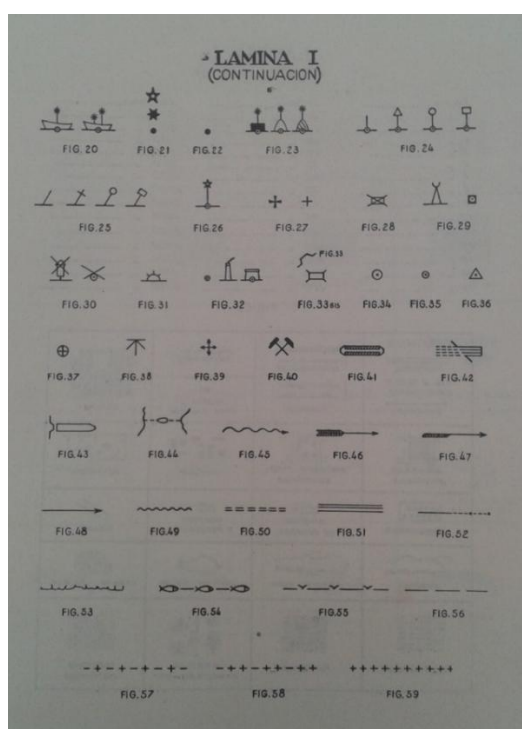 LAMINA I
(CONTINUACION)
FIG. 20 FIG. 21 FIG. 22 FIG. 23 FIG. 24
FIG. 25 FIG. 26 FIG. 27 FIG. 28 FIG. 29
FIG. 33
FIG. 30 FIG. 31 FIG. 32 FIG. 33 BIS FIG. 34 FIG. 35 FIG. 36
FIG. 37 FIG. 38 FIG. 39 FIG. 40 FIG. 41 FIG. 42
FIG. 43 FIG. 44 FIG. 45 FIG. 46 FIG. 47
FIG. 48 FIG. 49 FIG. 50 FIG. 51 FIG. 52
FIG. 53 FIG. 54 FIG. 55 FIG. 56
FIG. 57 FIG. 58 FIG. 59